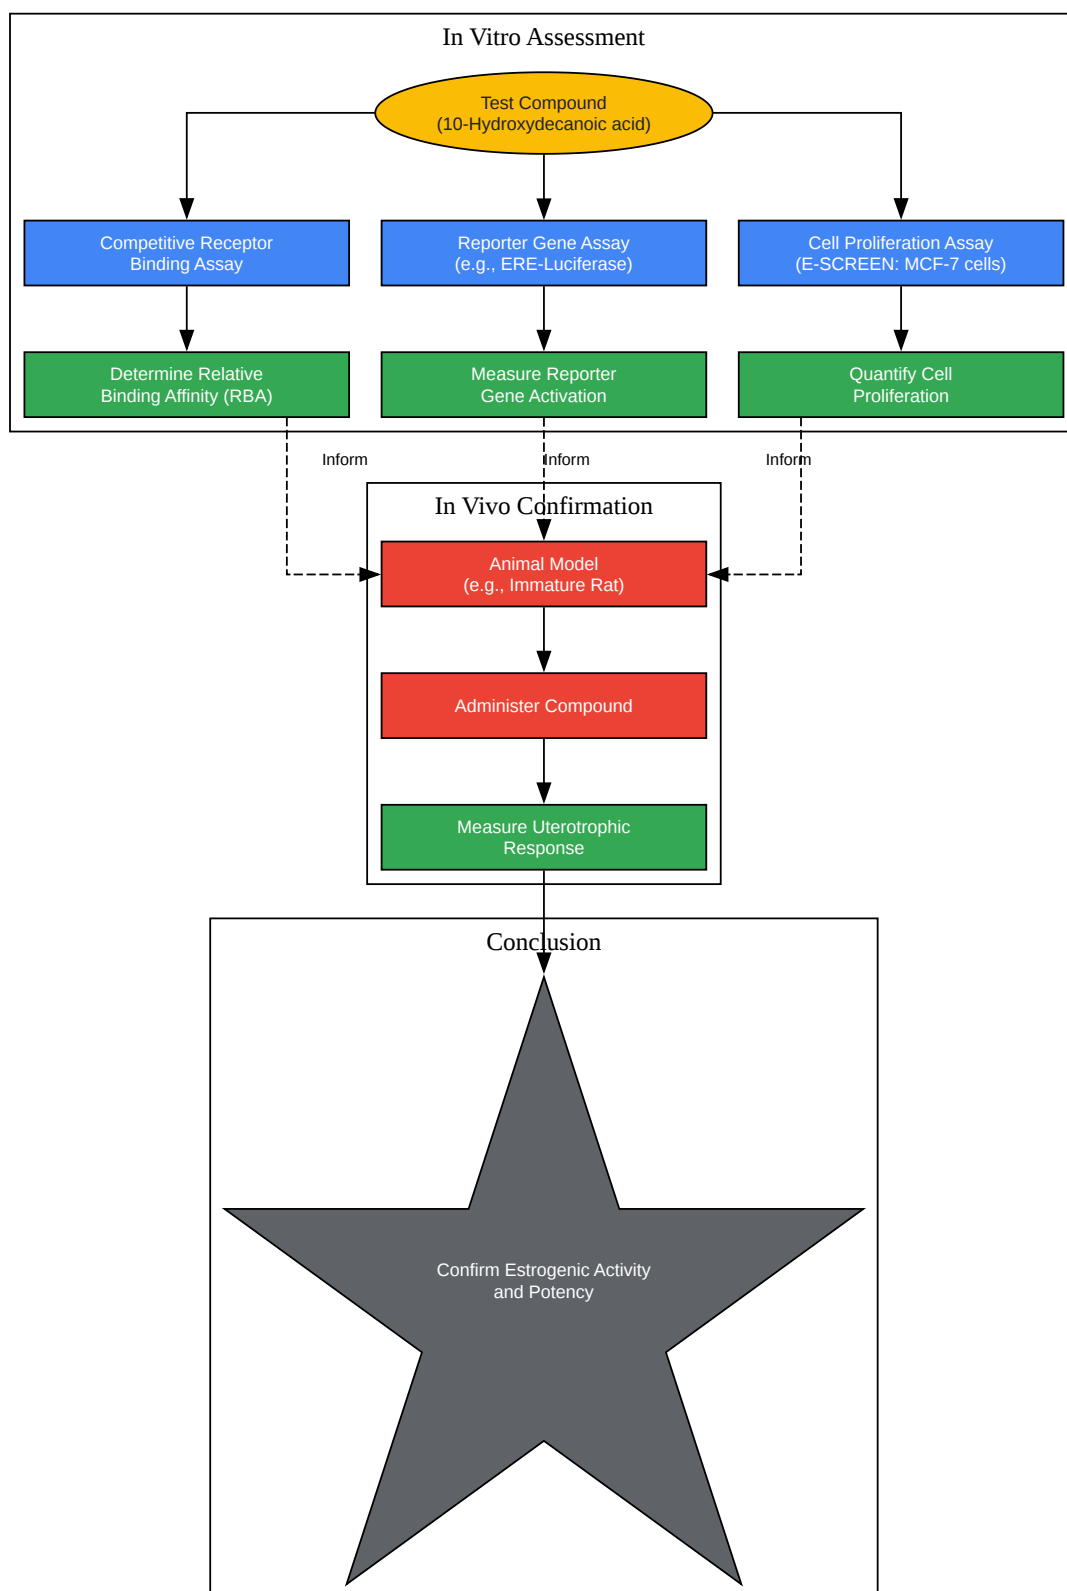 In Vitro Assessment
Test Compound
(10-Hydroxydecanoic acid)
Competitive Receptor
Binding Assay
Reporter Gene Assay
(e.g., ERE-Luciferase)
Cell Proliferation Assay
(E-SCREEN: MCF-7 cells)
Determine Relative
Binding Affinity (RBA)
Measure Reporter
Gene Activation
Quantify Cell
Proliferation
Inform
Inform
Inform
In Vivo Confirmation
Animal Model
(e.g., Immature Rat)
Administer Compound
Measure Uterotrophic
Response
Conclusion
Confirm Estrogenic Activity
and Potency